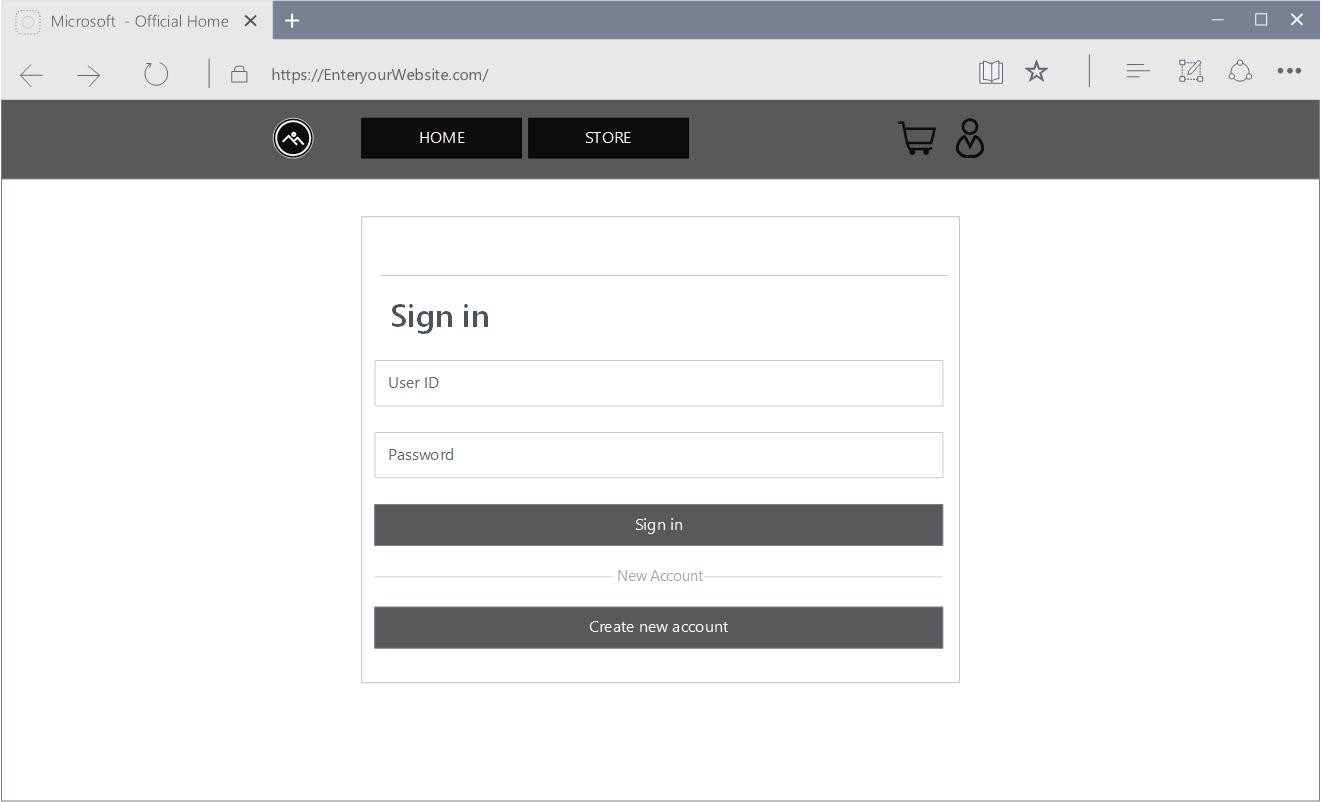 Microsoft - Official Home
https://EnteryourWebsite.com/
HOME
STORE
Sign in
User ID
Password
Sign in
New Account
Create new account